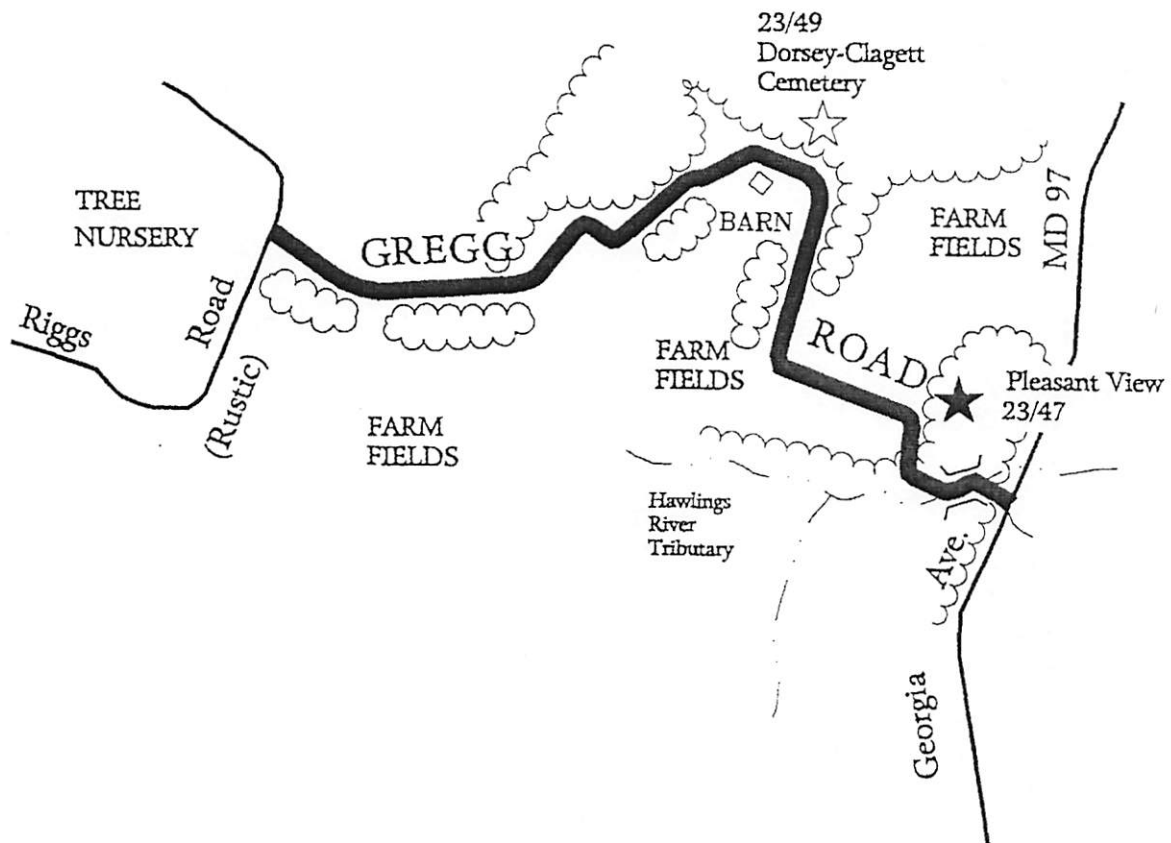 23/49
Dorsey-Clagett
Cemetery
TREE
NURSERY
GREGG
BARN
FARM
FIELDS
MD 97
Riggs
Road
(Rustic)
FARM
FIELDS
ROAD
Pleasant View
23/47
FARM
FIELDS
Hawlings
River
Tributary
Ave.
Georgia